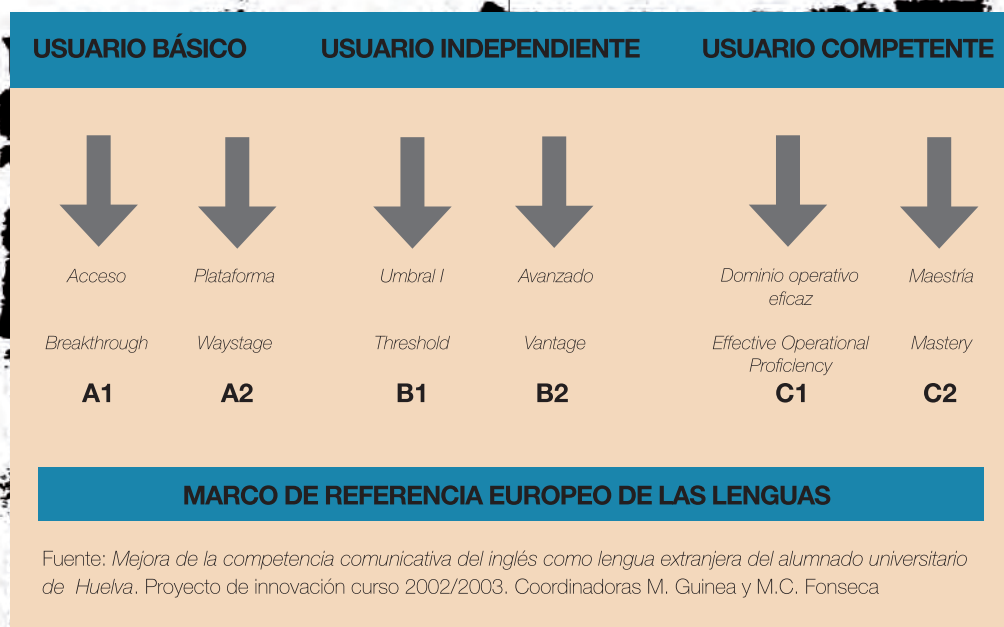 USUARIO BÁSICO USUARIO INDEPENDIENTE USUARIO COMPETENTE
Acceso Plataforma Umbral I Avanzado Dominio operativo Maestría
eficaz
Breakthrough Waystage Threshold Vantage Effective Operational Mastery
Proficiency
A1 A2 B1 B2 C1 C2
MARCO DE REFERENCIA EUROPEO DE LAS LENGUAS
Fuente: Mejora de la competencia comunicativa del inglés como lengua extranjera del alumnado universitario
de Huelva. Proyecto de innovación curso 2002/2003. Coordinadoras M. Guinea y M.C. Fonseca